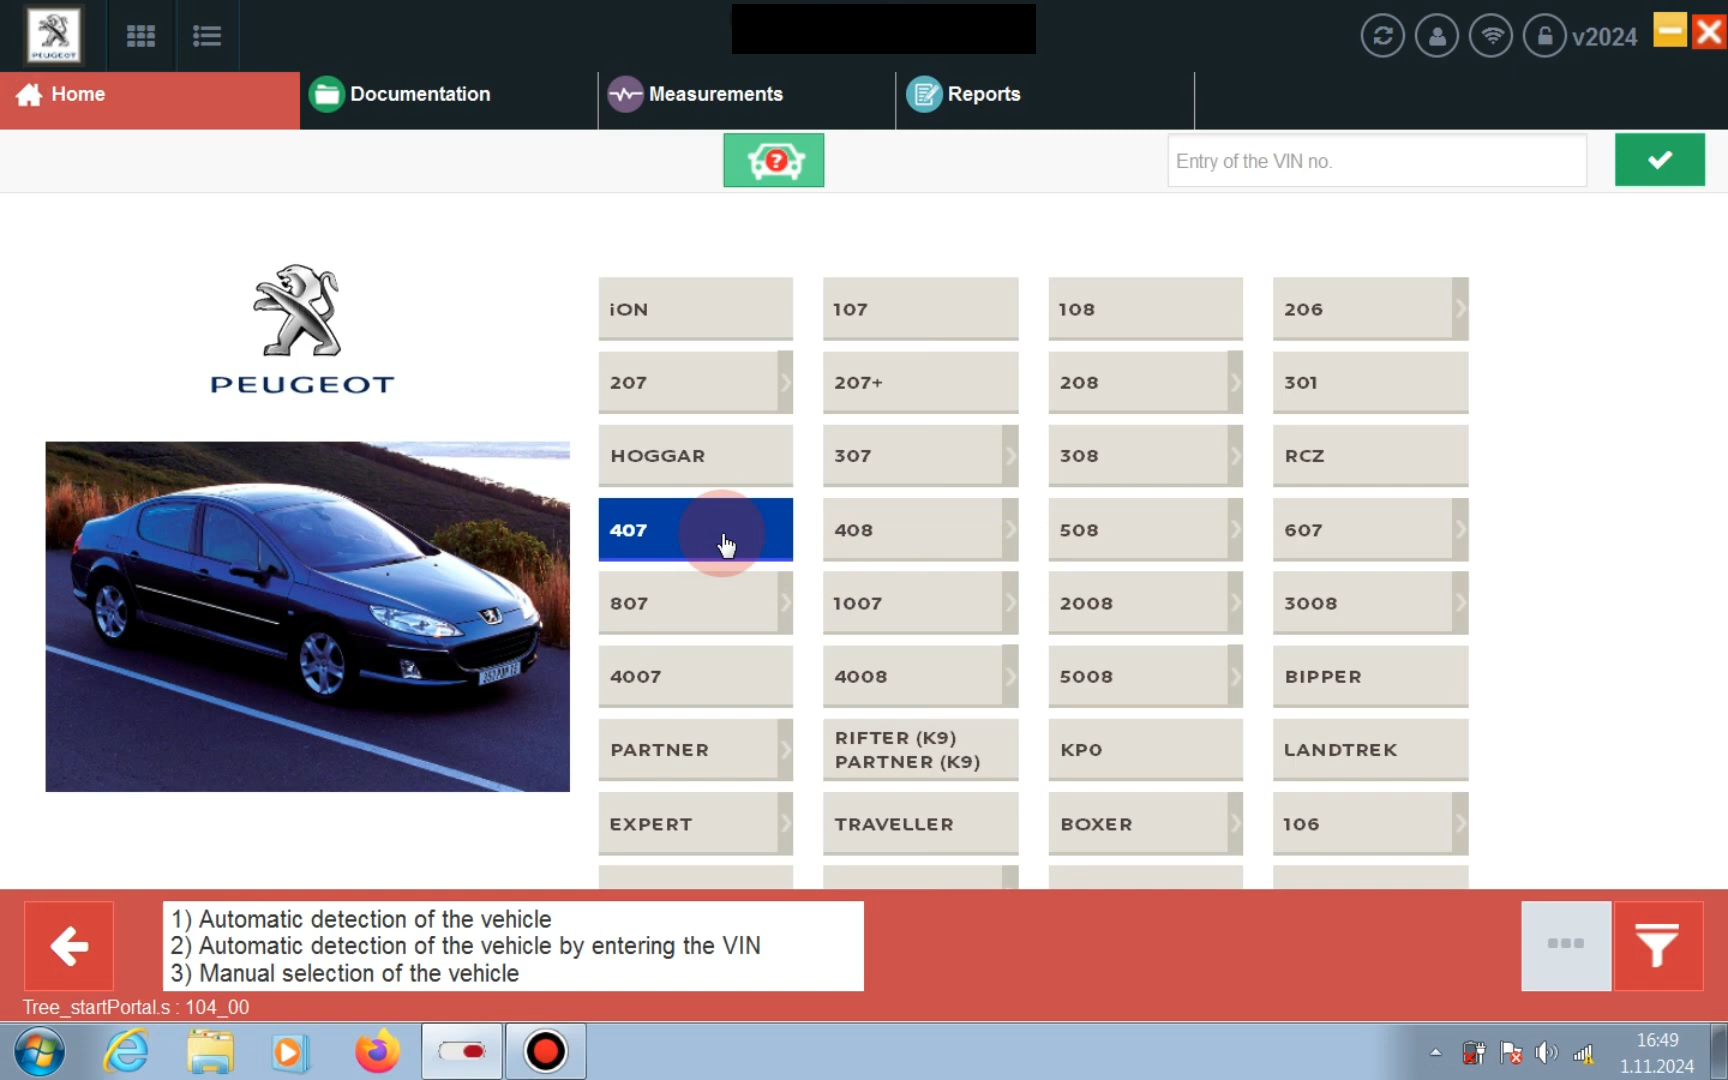 PEUGEOT
v2024
Home
Documentation
Measurements
Reports
Entry of the VIN no.
PEUGEOT
iON
107
108
206
207
207+
208
301
HOGGAR
307
308
RCZ
407
408
508
607
807
1007
2008
3008
4007
4008
5008
BIPPER
PARTNER
RIFTER (K9)
PARTNER (K9)
KP0
LANDTREK
EXPERT
TRAVELLER
BOXER
106
1) Automatic detection of the vehicle
2) Automatic detection of the vehicle by entering the VIN
3) Manual selection of the vehicle
Tree_startPortal.s : 104_00
16:49
1.11.2024